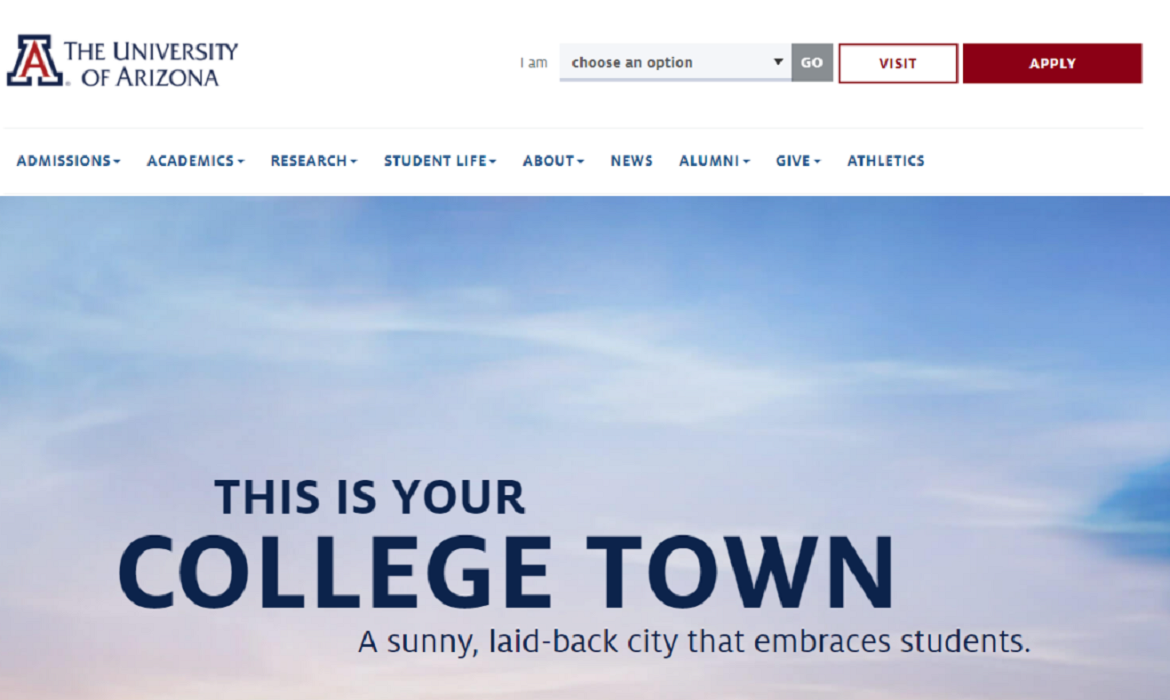 THE UNIVERSITY
OF ARIZONA
I am choose an option GO VISIT APPLY
ADMISSIONS ACADEMICS RESEARCH STUDENT LIFE ABOUT NEWS ALUMNI GIVE ATHLETICS
THIS IS YOUR
COLLEGE TOWN
A sunny, laid-back city that embraces students.